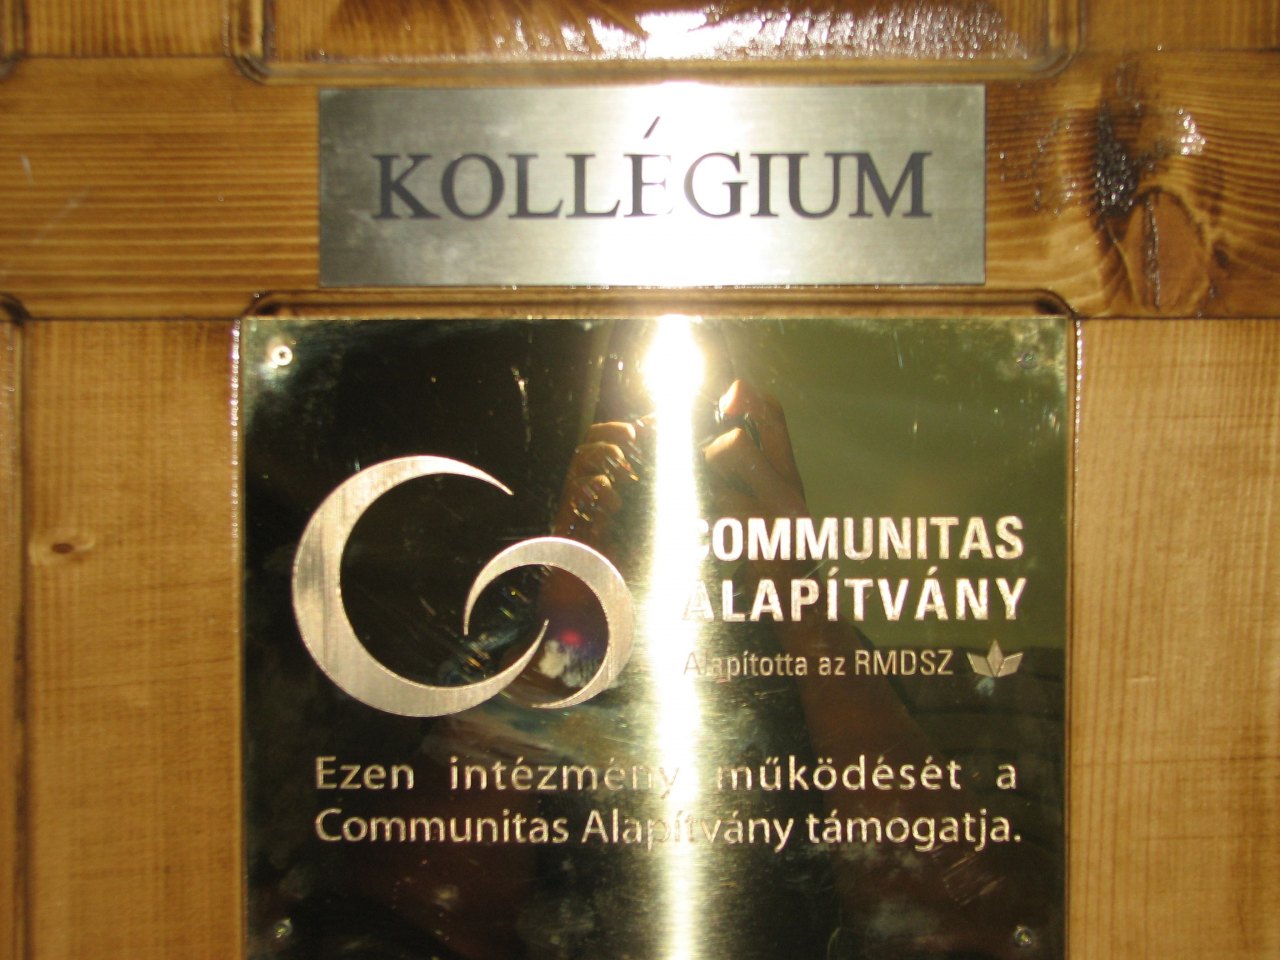 KOLLÉGIUM
COMMUNITAS
ALAPÍTVÁNY
Alapította az RMDSZ
Ezen intézmény működését a
Communitas Alapítvány támogatja.